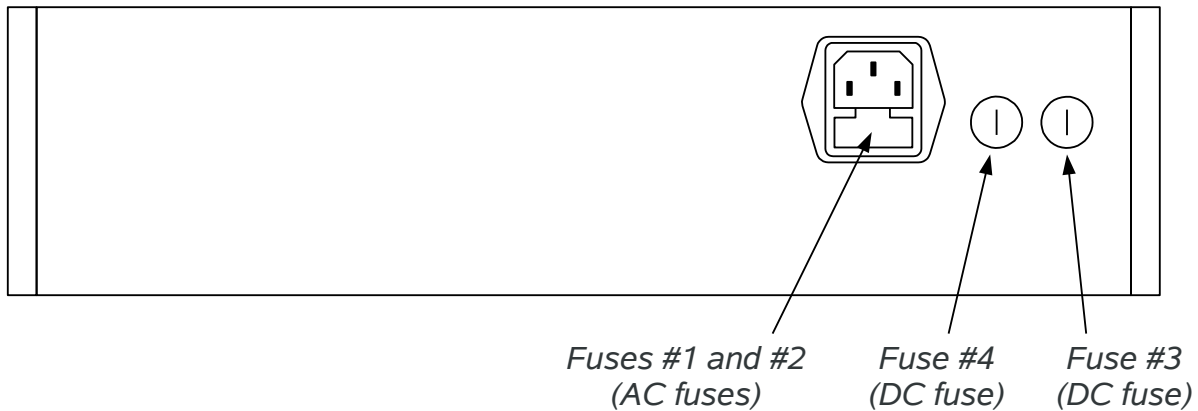 Fuses #1 and #2
(AC fuses)
Fuse #4
(DC fuse)
Fuse #3
(DC fuse)